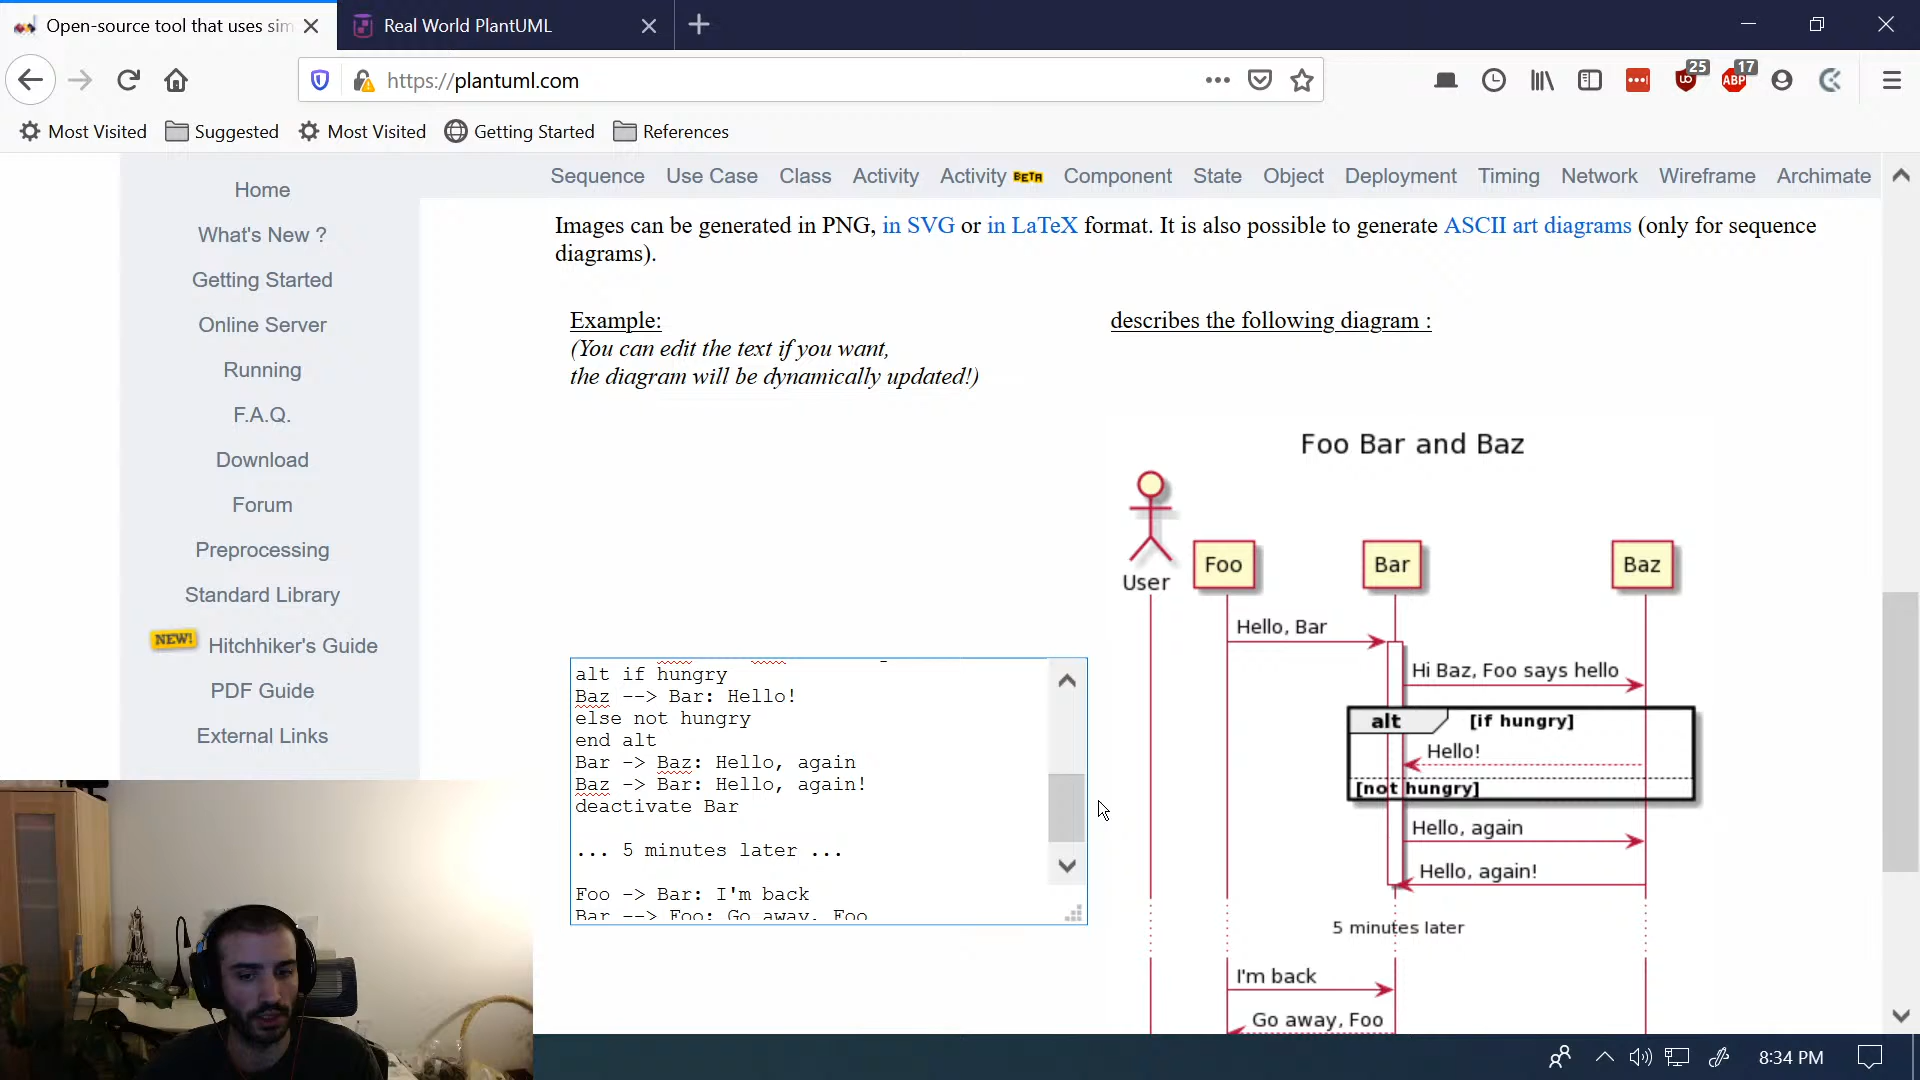 Open-source tool that uses sim
Real World PlantUML
https://plantuml.com
25
ABP
17
Most Visited
Suggested
Most Visited
Getting Started
References
Home
What's New ?
Getting Started
Online Server
Running
F.A.Q.
Download
Forum
Preprocessing
Standard Library
NEW!
Hitchhiker's Guide
PDF Guide
External Links
Sequence
Use Case
Class
Activity
Activity BETA
Component
State
Object
Deployment
Timing
Network
Wireframe
Archimate
Images can be generated in PNG, in SVG or in LaTeX format. It is also possible to generate ASCII art diagrams (only for sequence
diagrams).
Example:
(You can edit the text if you want,
the diagram will be dynamically updated!)
alt if hungry
Baz --> Bar: Hello!
else not hungry
end alt
Bar -> Baz: Hello, again
Baz -> Bar: Hello, again!
deactivate Bar
... 5 minutes later ...
Foo -> Bar: I'm back
Bar --> Foo: Go away, Foo
describes the following diagram :
Foo Bar and Baz
User
Foo
Bar
Baz
Hello, Bar
Hi Baz, Foo says hello
alt
[if hungry]
Hello!
[not hungry]
Hello, again
Hello, again!
5 minutes later
I'm back
Go away, Foo
8:34 PM